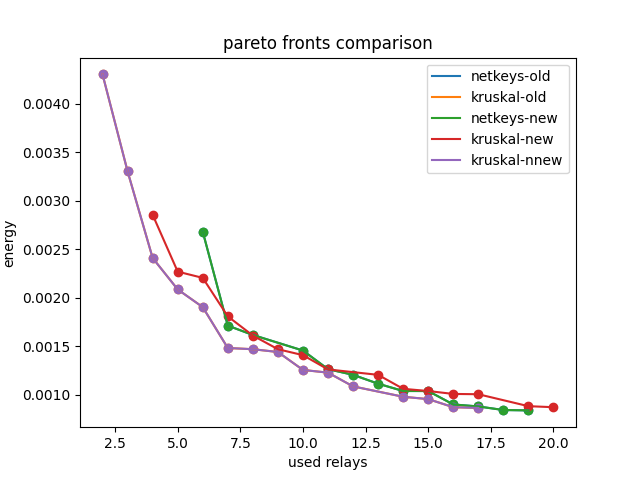 pareto fronts comparison
netkeys-old
kruskal-old
netkeys-new
kruskal-new
kruskal-nnew
0.0040
0.0035
0.0030
0.0025
0.0020
0.0015
0.0010
energy
2.5 5.0 7.5 10.0 12.5 15.0 17.5 20.0
used relays